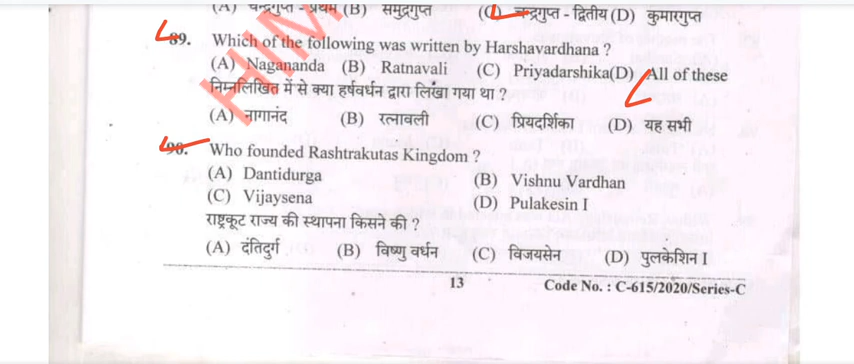 (A) चन्द्रगुप्त - प्रथम (B) समुद्रगुप्त (C) चन्द्रगुप्त - द्वितीय (D) कुमारगुप्त
89. Which of the following was written by Harshavardhana ?
(A) Nagananda (B) Ratnavali (C) Priyadarshika(D) All of these
निम्नलिखित में से क्या हर्षवर्धन द्वारा लिखा गया था ?
(A) नागानंद (B) रत्नावली (C) प्रियदर्शिका (D) यह सभी
90. Who founded Rashtrakutas Kingdom ?
(A) Dantidurga (B) Vishnu Vardhan
(C) Vijaysena (D) Pulakesin I
राष्ट्रकूट राज्य की स्थापना किसने की ?
(A) दंतिदुर्ग (B) विष्णु वर्धन (C) विजयसेन (D) पुलकेशिन I
13 Code No. : C-615/2020/Series-C
HIM